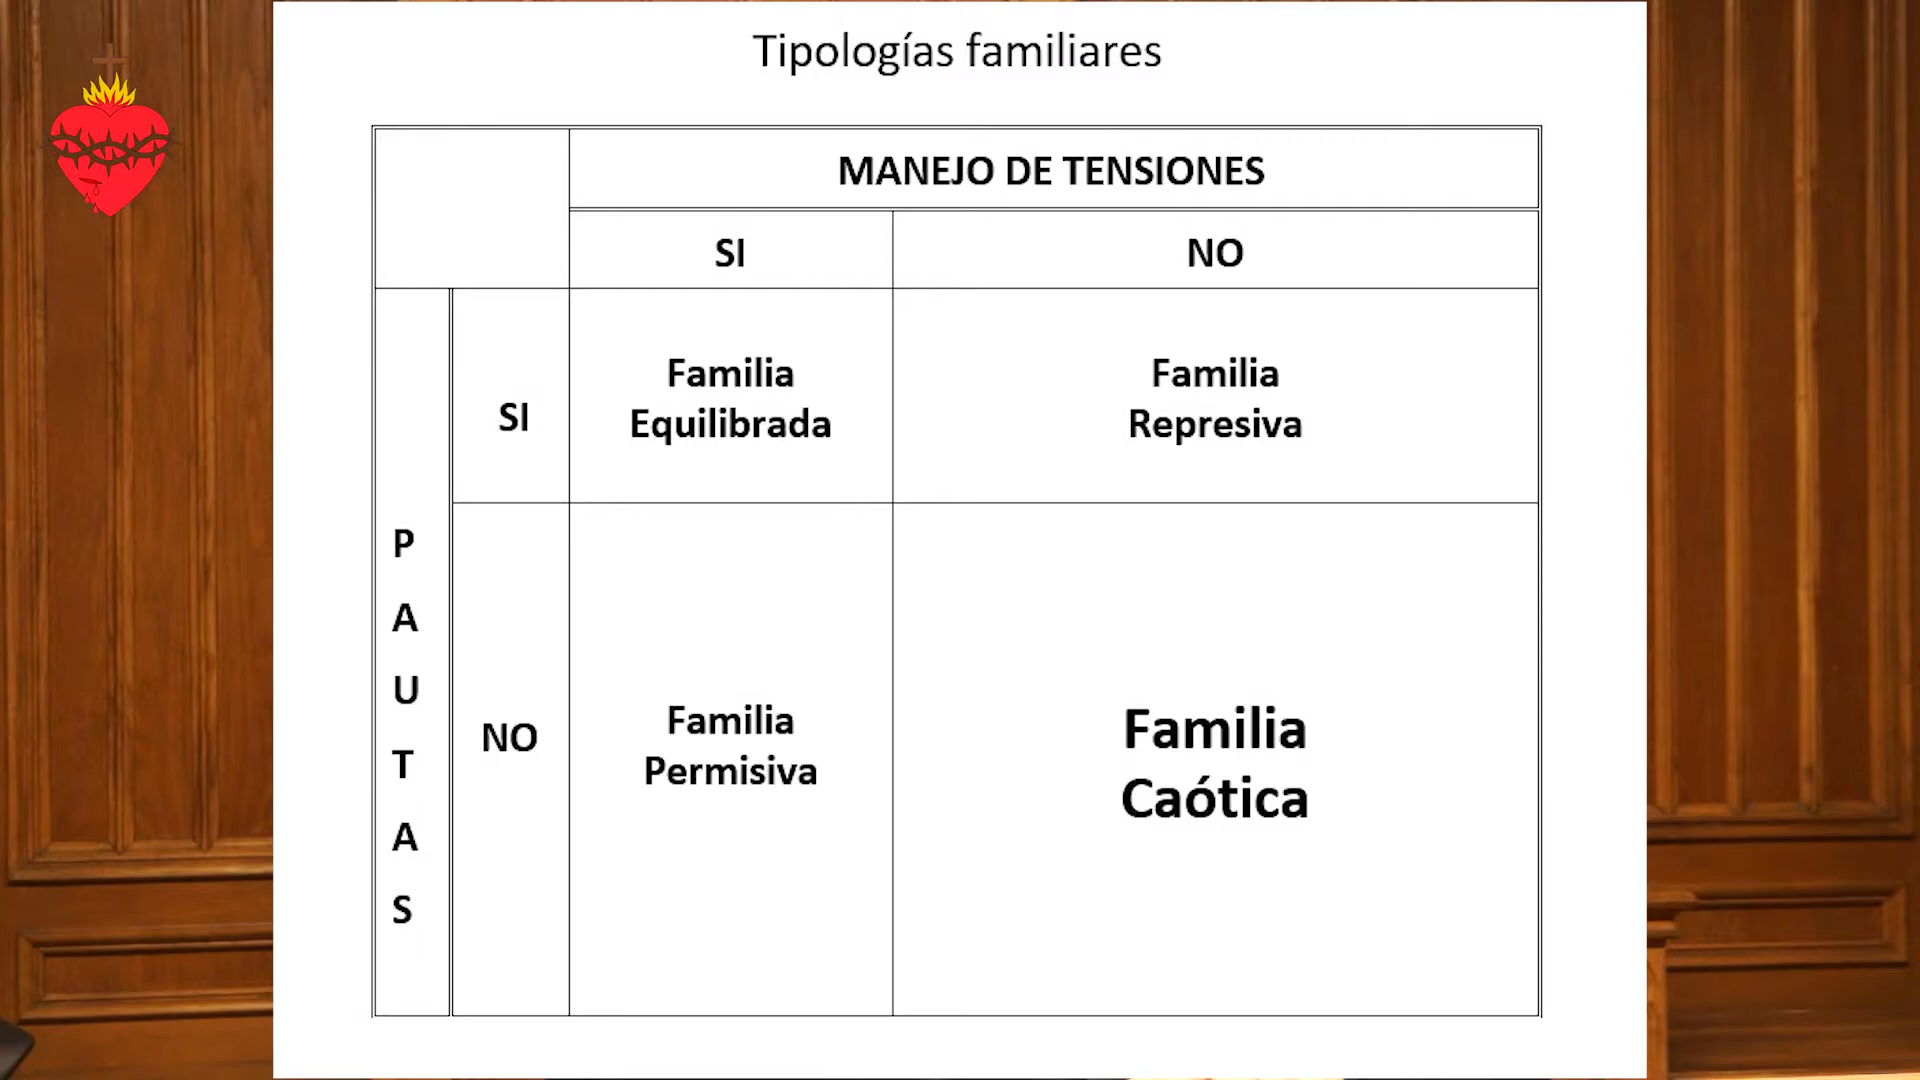 Tipologías familiares
MANEJO DE TENSIONES
SI
NO
SI
Familia
Equilibrada
Familia
Represiva
P
A
U
T
A
S
NO
Familia
Permisiva
Familia
Caótica